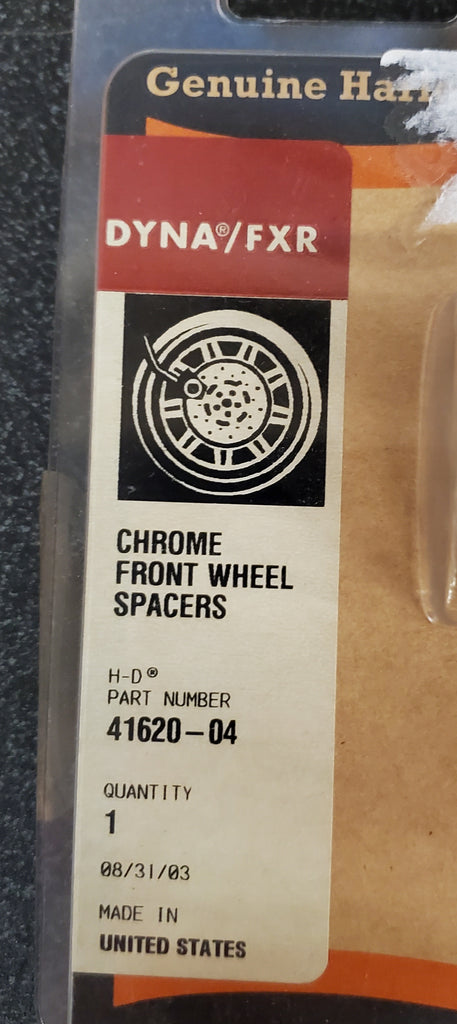 Genuine
DYNA®/FXR
CHROME
FRONT WHEEL
SPACERS
H-D®
PART NUMBER
41620-04
QUANTITY
1
08/31/03
MADE IN
UNITED STATES